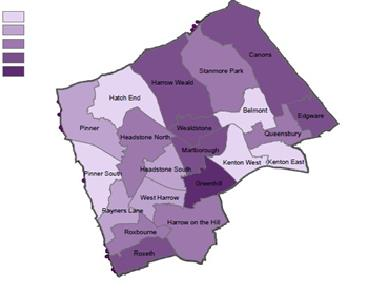 Canons
Stanmore Park
Harrow Weald
Hatch End
Belmont
Edgware
Pinner
Wealdstone
Queensbury
Headstone North
Marlborough
Kenton West
Kenton East
Pinner South
Headstone South
Greenhill
West Harrow
Rayners Lane
Harrow on the Hill
Roxbourne
Roxeth